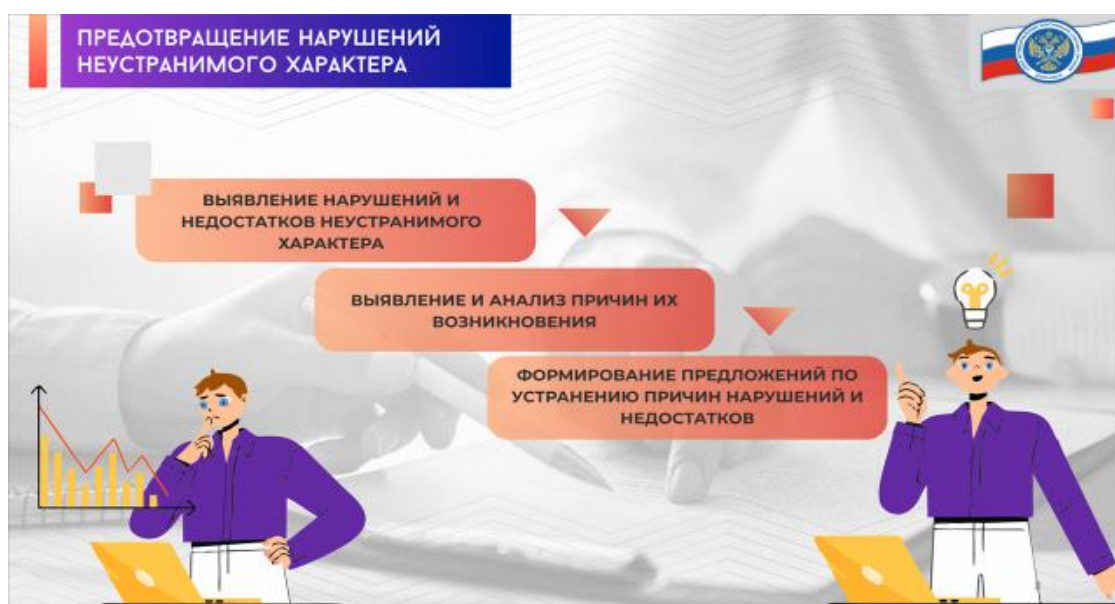 ПРЕДОТВРАЩЕНИЕ НАРУШЕНИЙ
НЕУСТРАНИМОГО ХАРАКТЕРА
ВЫЯВЛЕНИЕ НАРУШЕНИЙ И
НЕДОСТАТКОВ НЕУСТРАНИМОГО
ХАРАКТЕРА
ВЫЯВЛЕНИЕ И АНАЛИЗ ПРИЧИН ИХ
ВОЗНИКНОВЕНИЯ
ФОРМИРОВАНИЕ ПРЕДЛОЖЕНИЙ ПО
УСТРАНЕНИЮ ПРИЧИН НАРУШЕНИЙ И
НЕДОСТАТКОВ